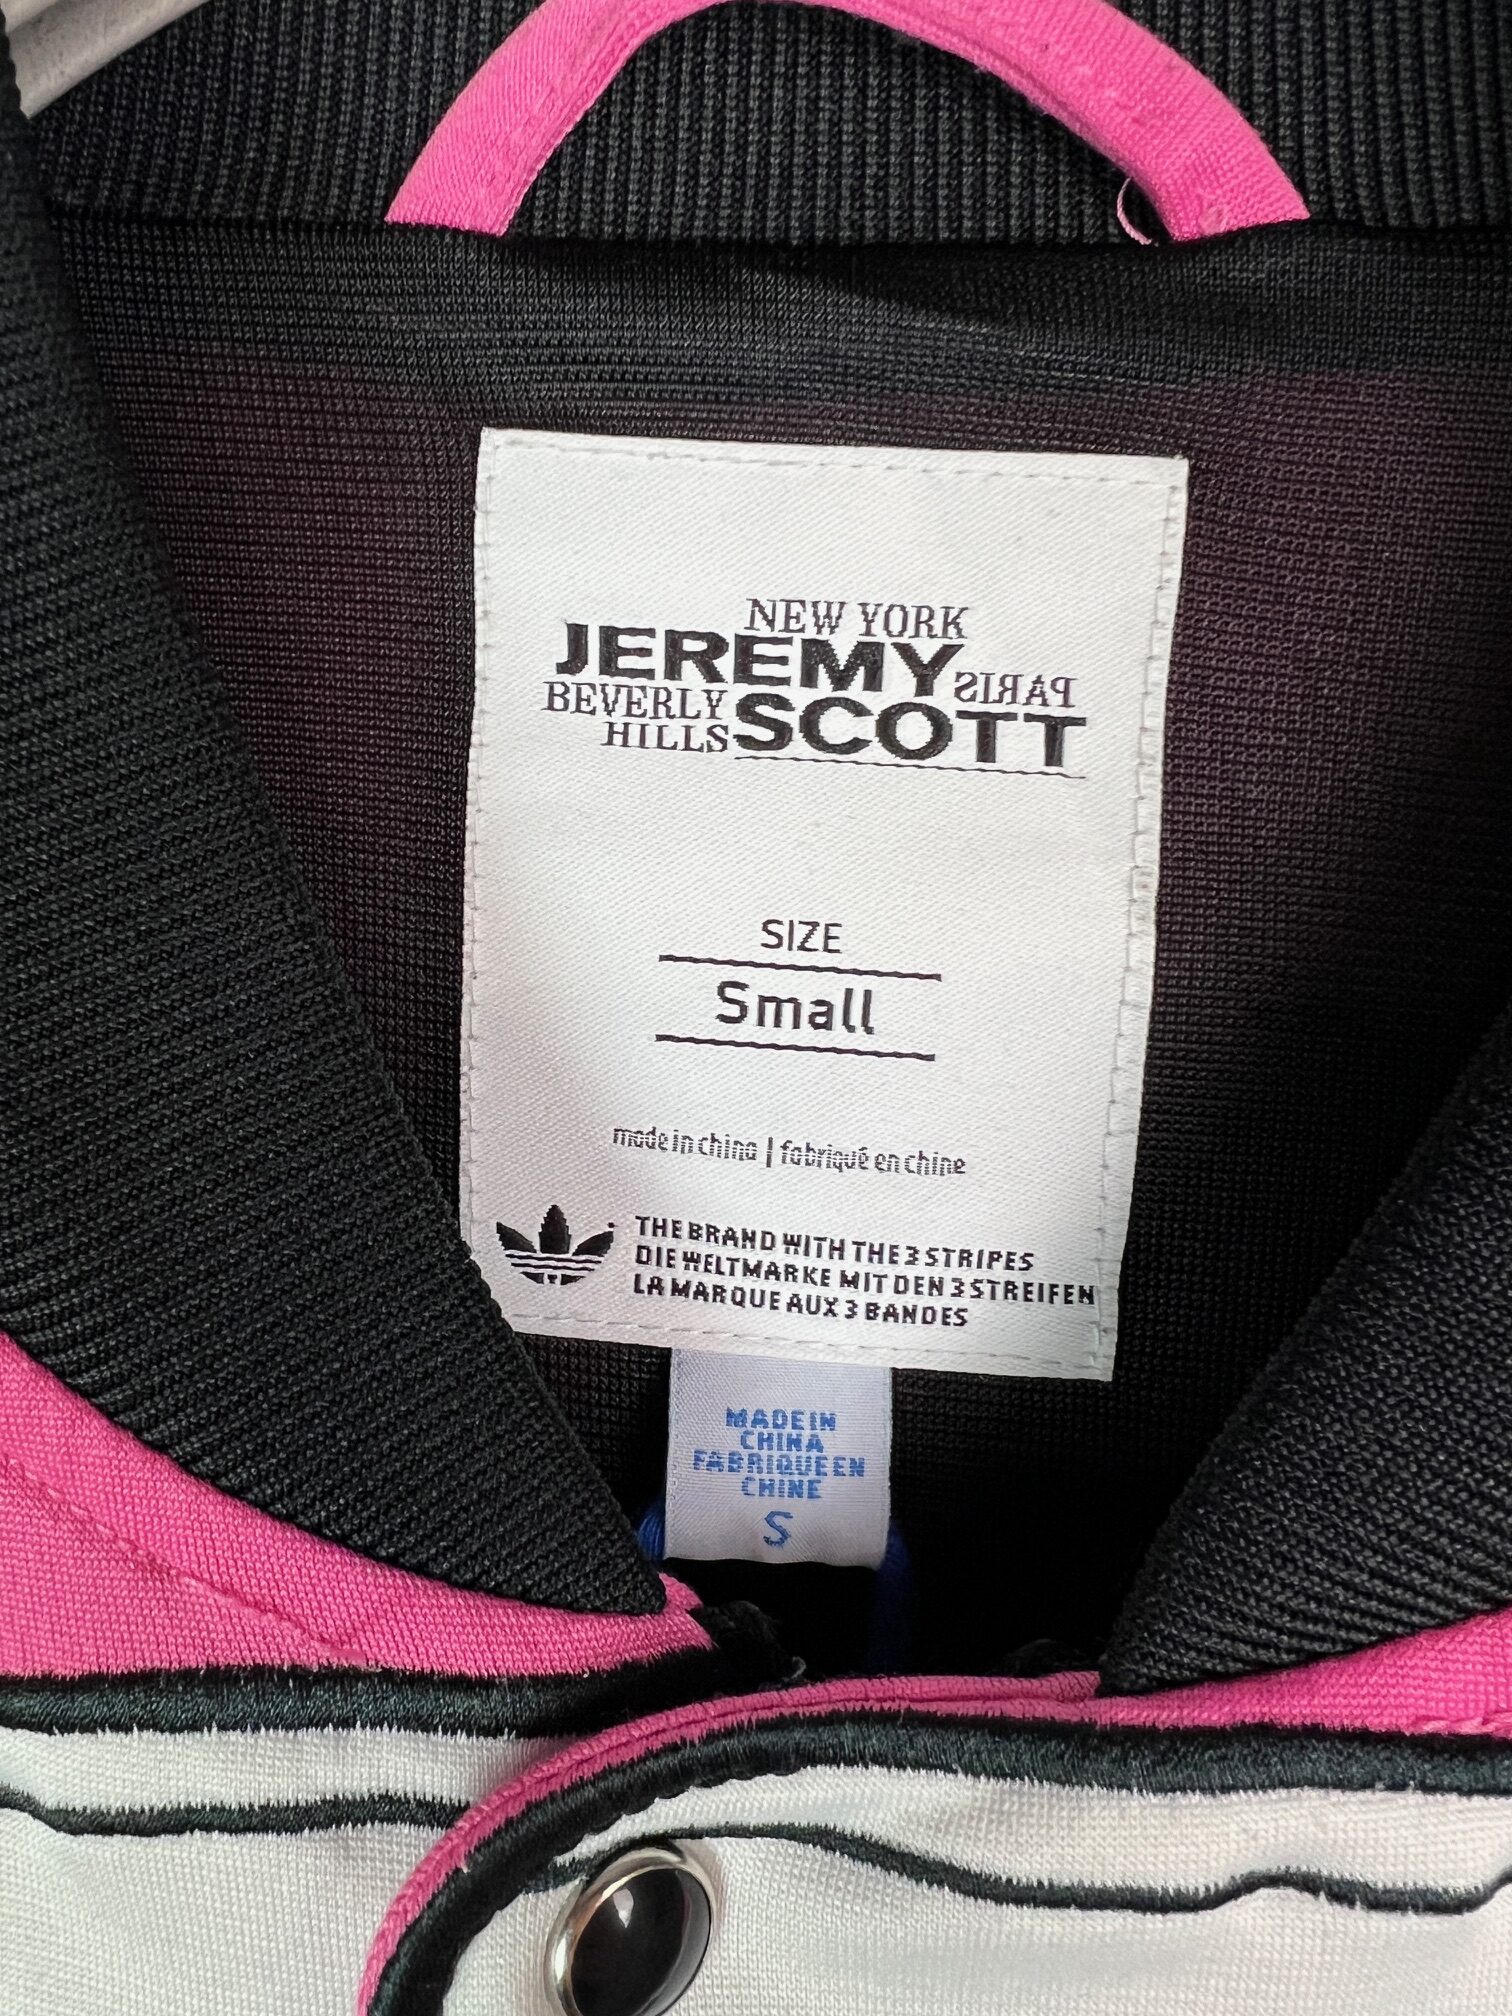 NEW YORK
JEREMY
PARIS
BEVERLY
HILLS
SCOTT
SIZE
Small
made in china | fabriqué en chine
THE BRAND WITH THE 3 STRIPES
DIE WELTMARKE MIT DEN 3 STREIFEN
LA MARQUE AUX 3 BANDES
MADE IN
CHINA
FABRIQUE EN
CHINE
S